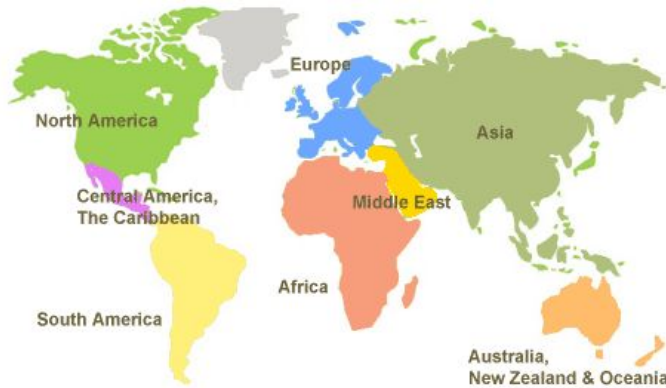 Europe
North America
Asia
Central America,
The Caribbean
Middle East
Africa
South America
Australia,
New Zealand & Oceania